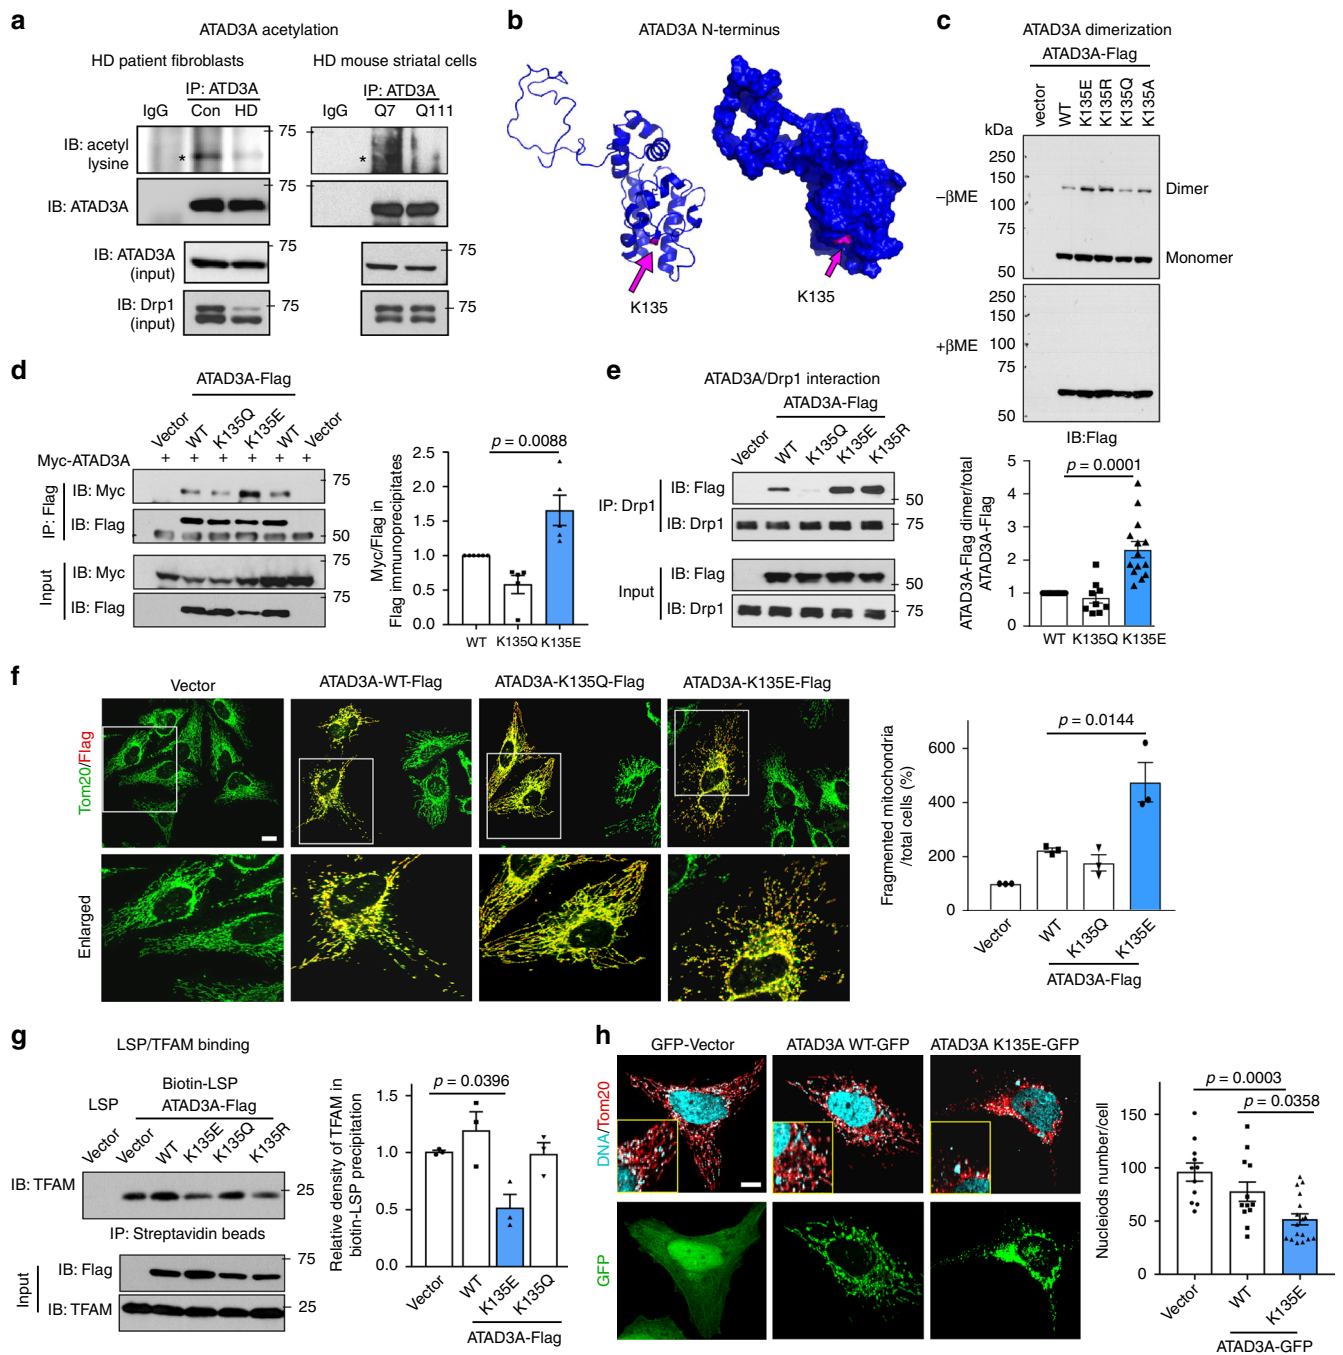 a
ATAD3A acetylation
HD patient fibroblasts
HD mouse striatal cells
IP: ATD3A
IP: ATD3A
IgG
Con
HD
IgG
Q7
Q111
IB: acetyl
lysine
*
75
*
75
IB: ATAD3A
75
75
IB: ATAD3A
(input)
75
75
IB: Drp1
(input)
75
75
b
ATAD3A N-terminus
K135
K135
c
ATAD3A dimerization
ATAD3A-Flag
vector
WT
K135E
K135R
K135Q
K135A
kDa
250
150
100
75
50
−βME
Dimer
Monomer
250
150
100
75
50
+βME
IB:Flag
ATAD3A-Flag dimer/total
ATAD3A-Flag
5
4
3
2
1
0
p = 0.0001
WT
K135Q
K135E
d
ATAD3A-Flag
Vector
WT
K135Q
K135E
WT
Vector
Myc-ATAD3A
+
+
+
+
+
+
IP: Flag
IB: Myc
75
IB: Flag
50
Input
IB: Myc
75
IB: Flag
75
Myc/Flag in
Flag immunoprecipitates
2.5
2.0
1.5
1.0
0.5
0.0
p = 0.0088
WT
K135Q
K135E
e
ATAD3A/Drp1 interaction
ATAD3A-Flag
Vector
WT
K135Q
K135E
K135R
IP: Drp1
IB: Flag
50
IB: Drp1
75
Input
IB: Flag
50
IB: Drp1
75
f
Vector
ATAD3A-WT-Flag
ATAD3A-K135Q-Flag
ATAD3A-K135E-Flag
Tom20/Flag
Enlarged
Fragmented mitochondria
/total cells (%)
600
400
200
0
p = 0.0144
Vector
WT
K135Q
K135E
ATAD3A-Flag
g
LSP/TFAM binding
Biotin-LSP
LSP
ATAD3A-Flag
Vector
Vector
WT
K135E
K135Q
K135R
IB: TFAM
25
IP: Streptavidin beads
Input
IB: Flag
75
50
IB: TFAM
25
Relative density of TFAM in
biotin-LSP precipitation
1.5
1.0
0.5
0.0
p = 0.0396
Vector
WT
K135E
K135Q
ATAD3A-Flag
h
GFP-Vector
ATAD3A WT-GFP
ATAD3A K135E-GFP
DNA/Tom20
GFP
Nucleiods number/cell
150
100
50
0
p = 0.0003
p = 0.0358
Vector
WT
K135E
ATAD3A-GFP